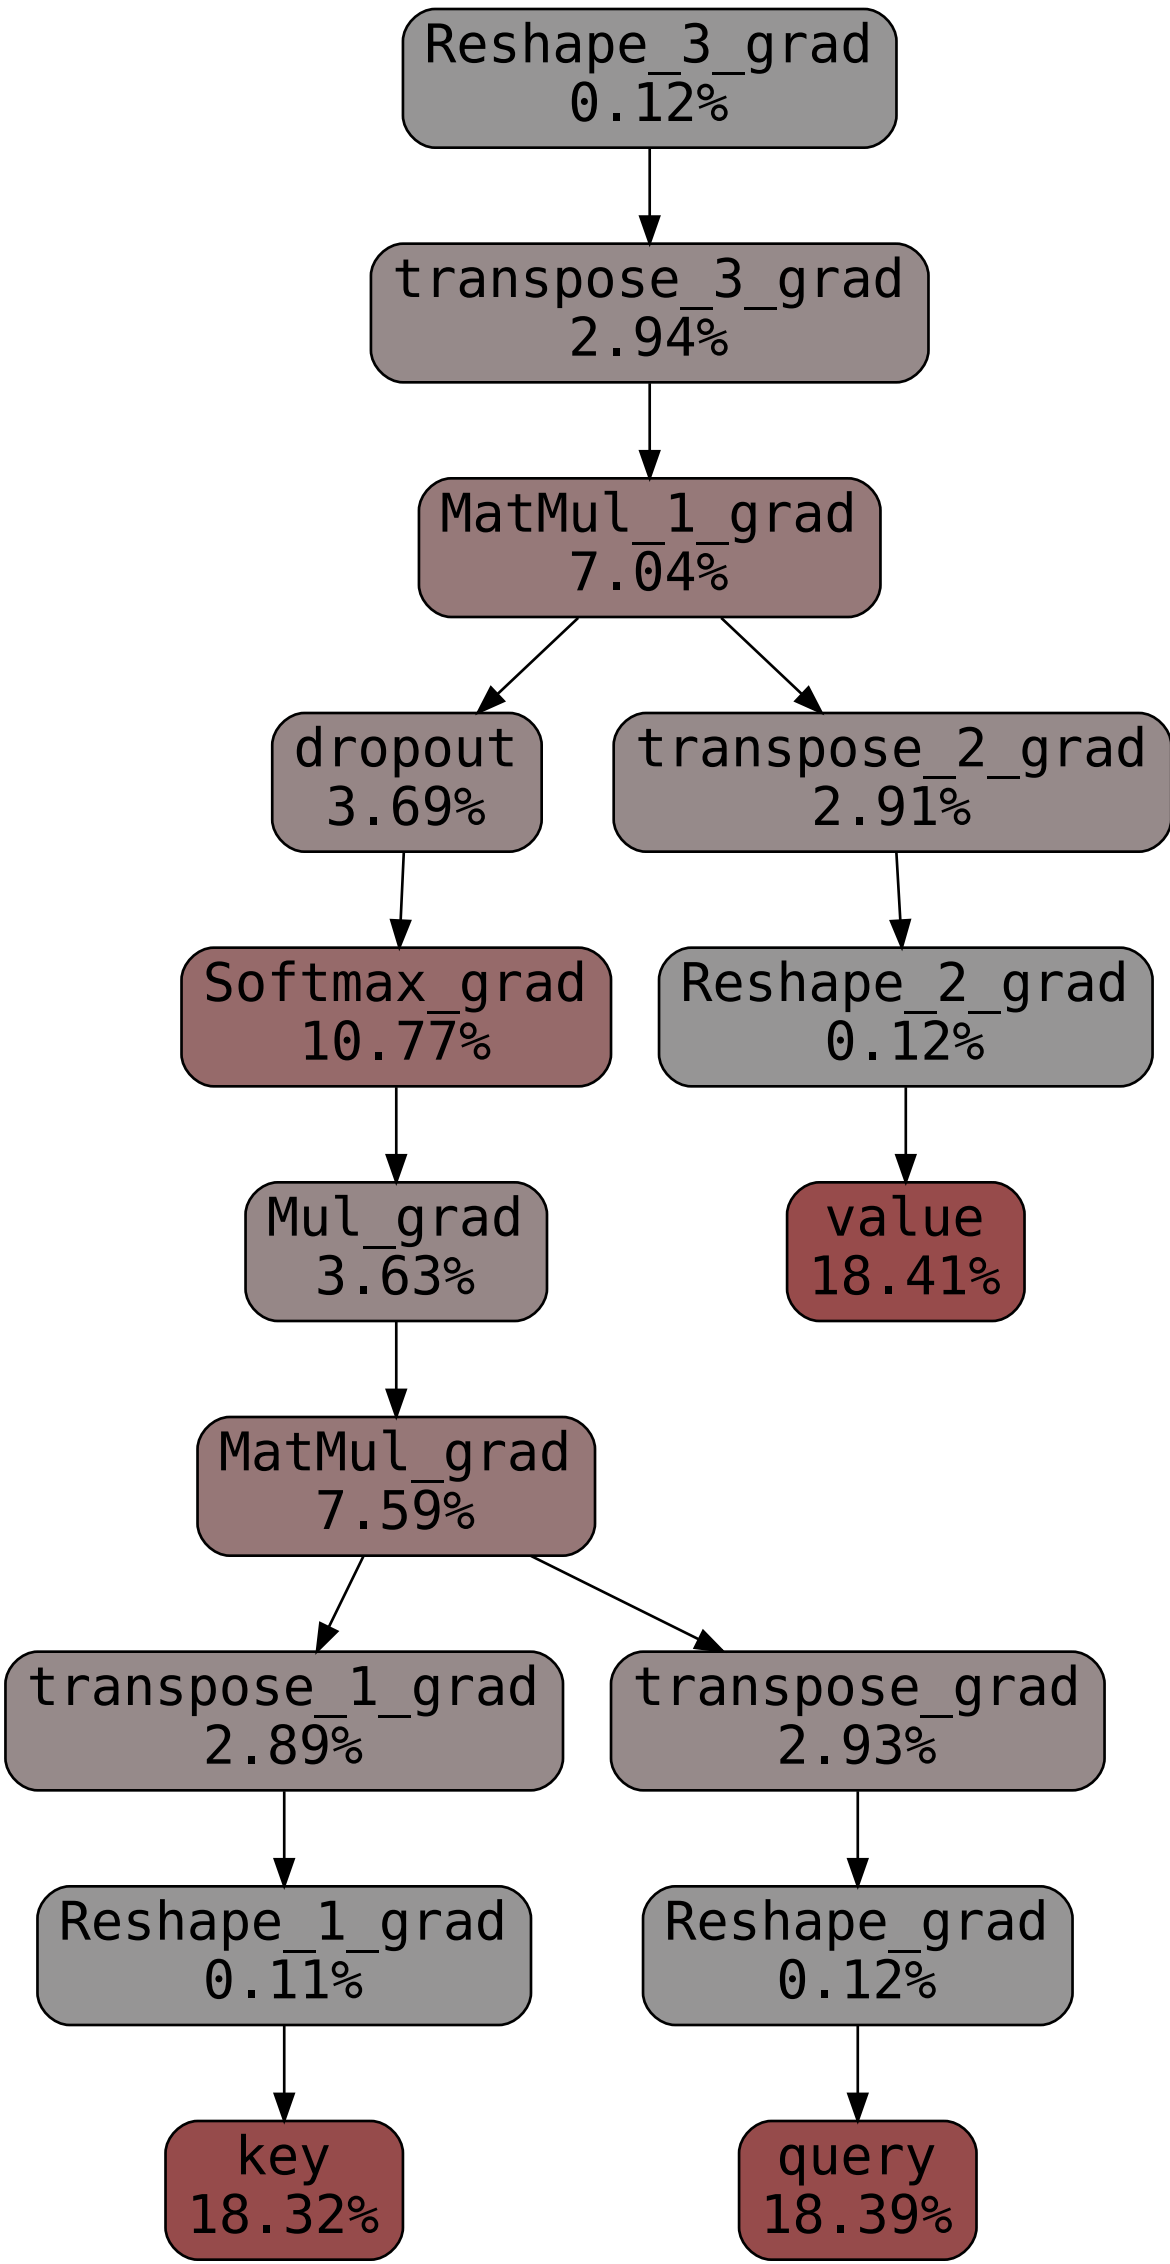 Reshape_3_grad
0.12%
transpose_3_grad
2.94%
MatMul_1_grad
7.04%
dropout
3.69%
transpose_2_grad
2.91%
Softmax_grad
10.77%
Reshape_2_grad
0.12%
Mul_grad
3.63%
value
18.41%
MatMul_grad
7.59%
transpose_1_grad
2.89%
transpose_grad
2.93%
Reshape_1_grad
0.11%
Reshape_grad
0.12%
key
18.32%
query
18.39%